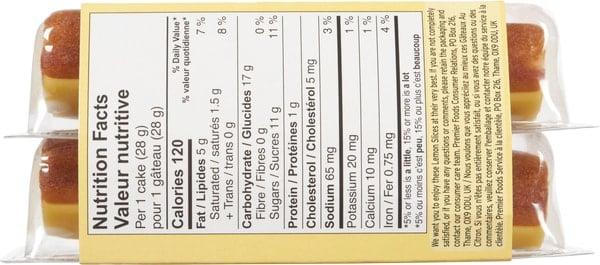 Nutrition Facts
Valeur nutritive
Per 1 cake (28 g)
pour 1 gâteau (28 g)
% Daily Value*
Calories 120 % valeur quotidienne*
Fat / Lipides 5 g 7 %
Saturated / saturés 1.5 g
+ Trans / trans 0 g 8 %
Carbohydrate / Glucides 17 g
Fibre / Fibres 0 g 0 %
Sugars / Sucres 11 g 11 %
Protein / Protéines 1 g
Cholesterol / Cholestérol 5 mg
Sodium 65 mg 3 %
Potassium 20 mg 1 %
Calcium 10 mg 1 %
Iron / Fer 0.75 mg 4 %
*5% or less is a little, 15% or more is a lot
*5% ou moins c'est peu, 15% ou plus c'est beaucoup
We want you to enjoy these Lemon Slices at their very best. If you are not completely
satisfied, or if you have any questions or comments, please retain the packaging and
contact our consumer care team. Premier Foods Consumer Relations, PO Box 216,
Thame, OX9 0DU, UK / Nous voulons que vous appréciez au mieux ces Gâteaux Au
Citron. Si vous n'êtes pas entièrement satisfait, ou si vous avez des questions ou des
commentaires, veuillez conserver l'emballage et contacter notre équipe du service à la
clientèle. Premier Foods. Service à la clientèle, PO Box 216, Thame, OX9 0DU, UK